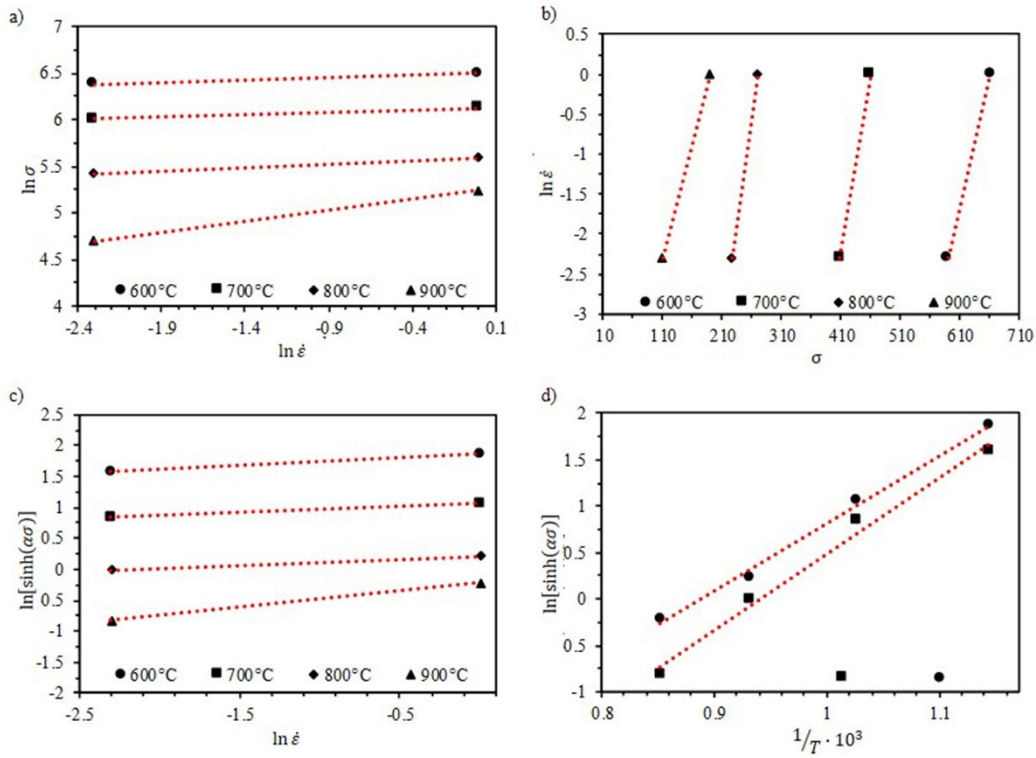 a)
ln σ
7
6.5
6
5.5
5
4.5
4
600°C 700°C 800°C 900°C
-2.4 -1.9 -1.4 -0.9 -0.4 0.1
ln ε̇
b)
ln ε̇
0.5
0
-0.5
-1
-1.5
-2
-2.5
-3
600°C 700°C 800°C 900°C
10 110 210 310 410 510 610 710
σ
c)
ln[sinh(ασ)]
2.5
2
1.5
1
0.5
0
-0.5
-1
-1.5
-2
600°C 700°C 800°C 900°C
-2.5 -1.5 -0.5
ln ε̇
d)
ln[sinh(ασ)]
2
1.5
1
0.5
0
0.5
-1
0.8 0.9 1 1.1
1/T · 10³